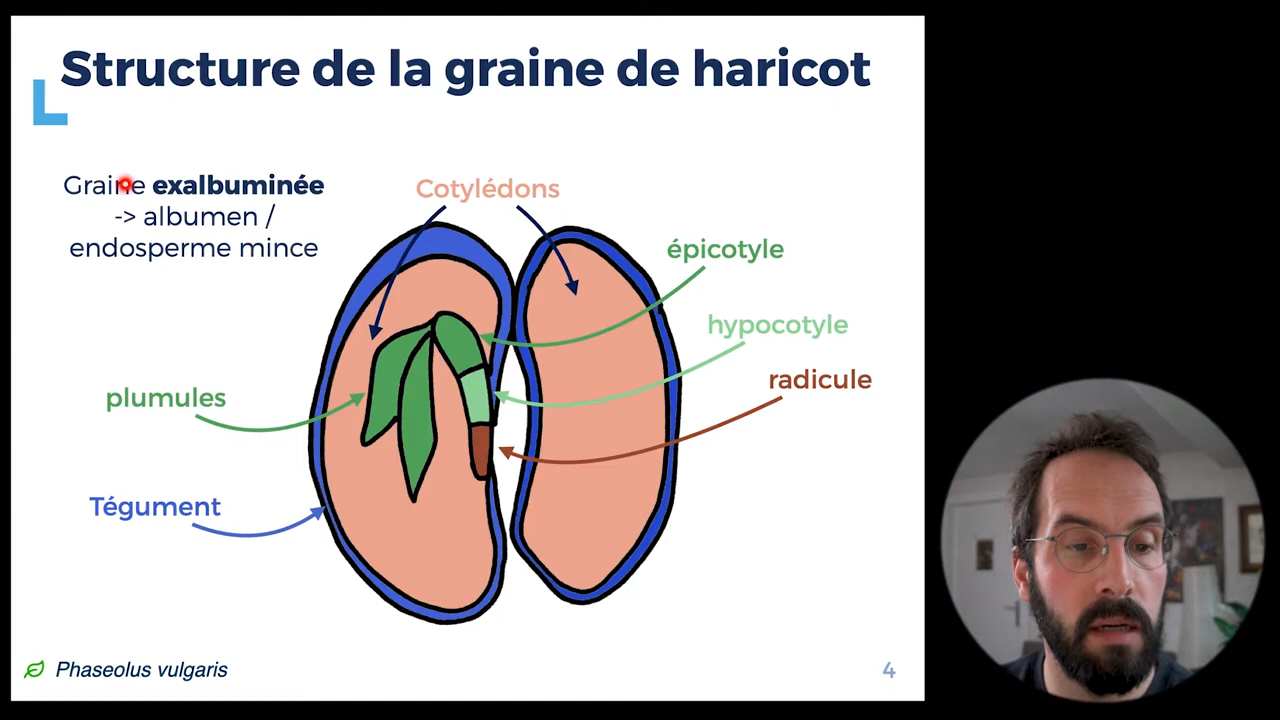 Structure de la graine de haricot
Graine exalbuminée
-> albumen /
endosperme mince
Cotylédons
épicotyle
hypocotyle
radicule
plumules
Tégument
Phaseolus vulgaris
4